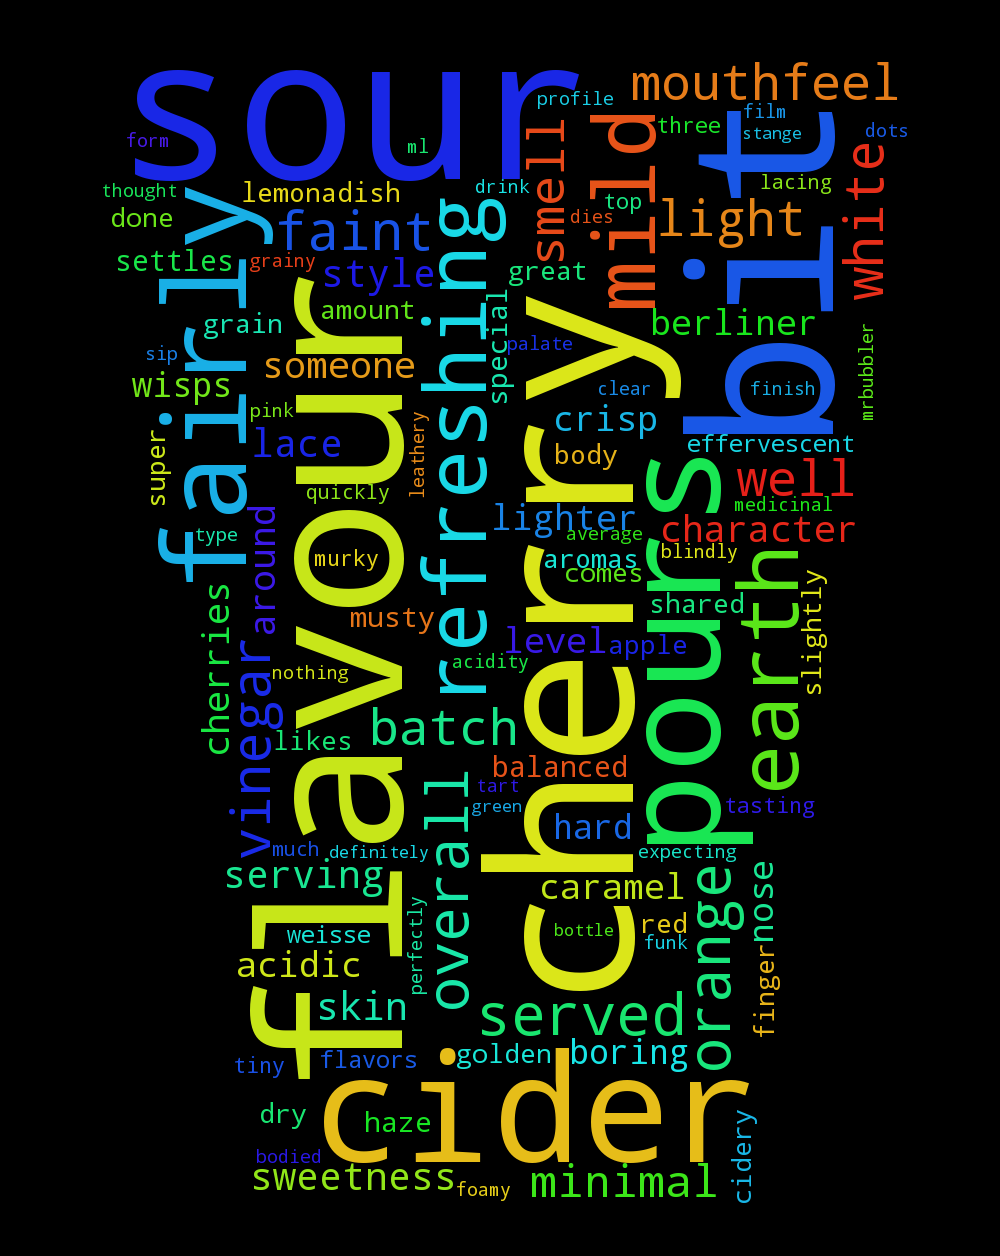 sour
mouthfeel
profile
film
three
stange
dots
form
ml
mild
bit
smell
white
thought
lemonadish
drink
lacing
done
faint
dies
top
light
fairly
refreshing
settles
grainy
style
great
grain
amount
special
berliner
sip
someone
palate
mrbubbler
wisps
clear
finish
pink
lace
leathery
crisp
effervescent
super
quickly
body
well
medicinal
flavour
cherry
pours
type
around
lighter
average
character
murky
aromas
blindly
comes
earth
cherries
musty
shared
slightly
level
apple
vinegar
nothing
acidity
likes
batch
balanced
overall
tart
green
tasting
hard
much
definitely
expecting
serving
caramel
orange
nose
weisse
perfectly
bottle
red
funk
acidic
finger
skin
served
tiny
flavors
golden
boring
cider
dry
haze
cidery
bodied
sweetness
foamy
minimal